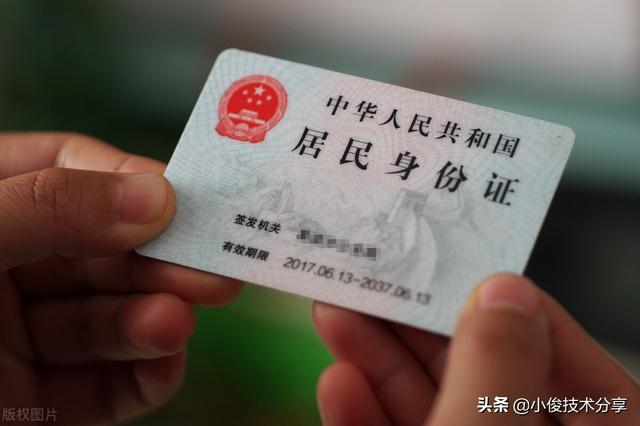 中华人民共和国
居民身份证
签发机关
有效期限 2017.06.13-2037.06.13
版权图片
头条 @小俊技术分享